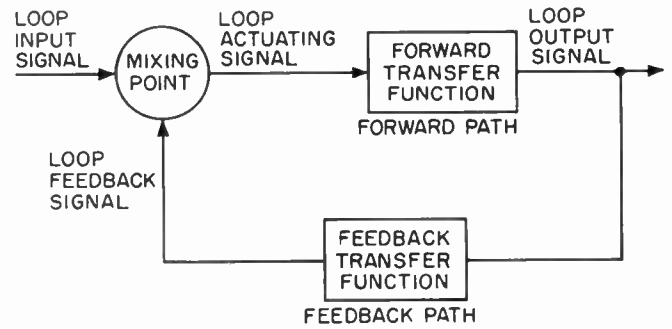 LOOP
INPUT
SIGNAL
MIXING
POINT
LOOP
ACTUATING
SIGNAL
FORWARD
TRANSFER
FUNCTION
FORWARD PATH
LOOP
OUTPUT
SIGNAL
LOOP
FEEDBACK
SIGNAL
FEEDBACK
TRANSFER
FUNCTION
FEEDBACK PATH